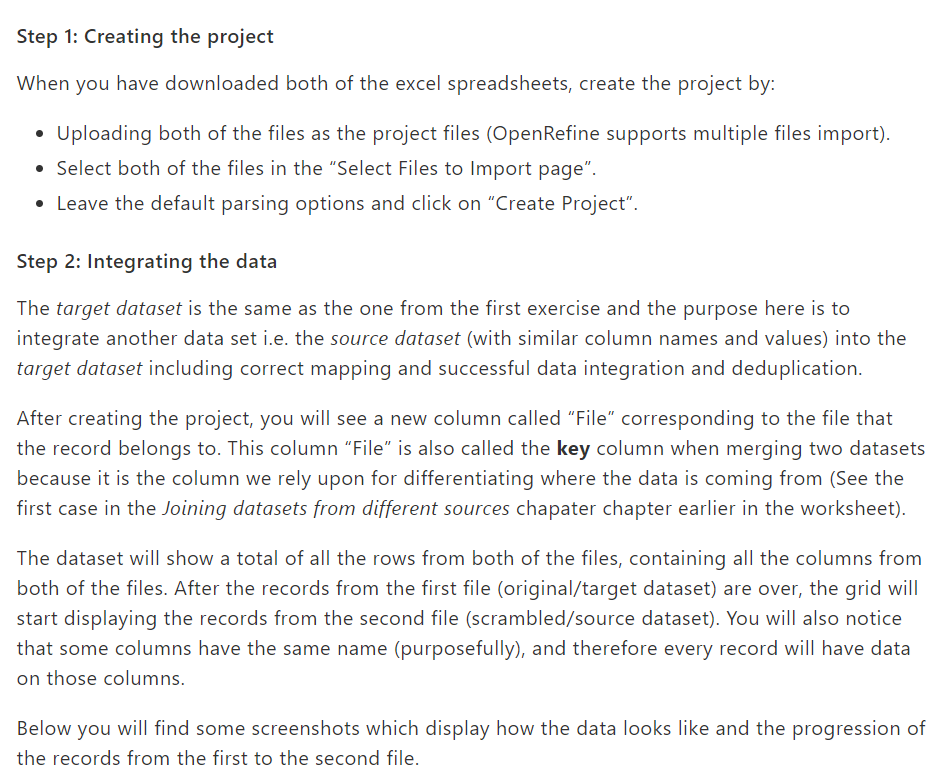 Step 1: Creating the project
When you have downloaded both of the excel spreadsheets, create the project by:
• Uploading both of the files as the project files (OpenRefine supports multiple files import).
• Select both of the files in the “Select Files to Import page”.
• Leave the default parsing options and click on “Create Project”.
Step 2: Integrating the data
The target dataset is the same as the one from the first exercise and the purpose here is to
integrate another data set i.e. the source dataset (with similar column names and values) into the
target dataset including correct mapping and successful data integration and deduplication.
After creating the project, you will see a new column called “File” corresponding to the file that
the record belongs to. This column “File” is also called the key column when merging two datasets
because it is the column we rely upon for differentiating where the data is coming from (See the
first case in the Joining datasets from different sources chapater chapter earlier in the worksheet).
The dataset will show a total of all the rows from both of the files, containing all the columns from
both of the files. After the records from the first file (original/target dataset) are over, the grid will
start displaying the records from the second file (scrambled/source dataset). You will also notice
that some columns have the same name (purposefully), and therefore every record will have data
on those columns.
Below you will find some screenshots which display how the data looks like and the progression of
the records from the first to the second file.